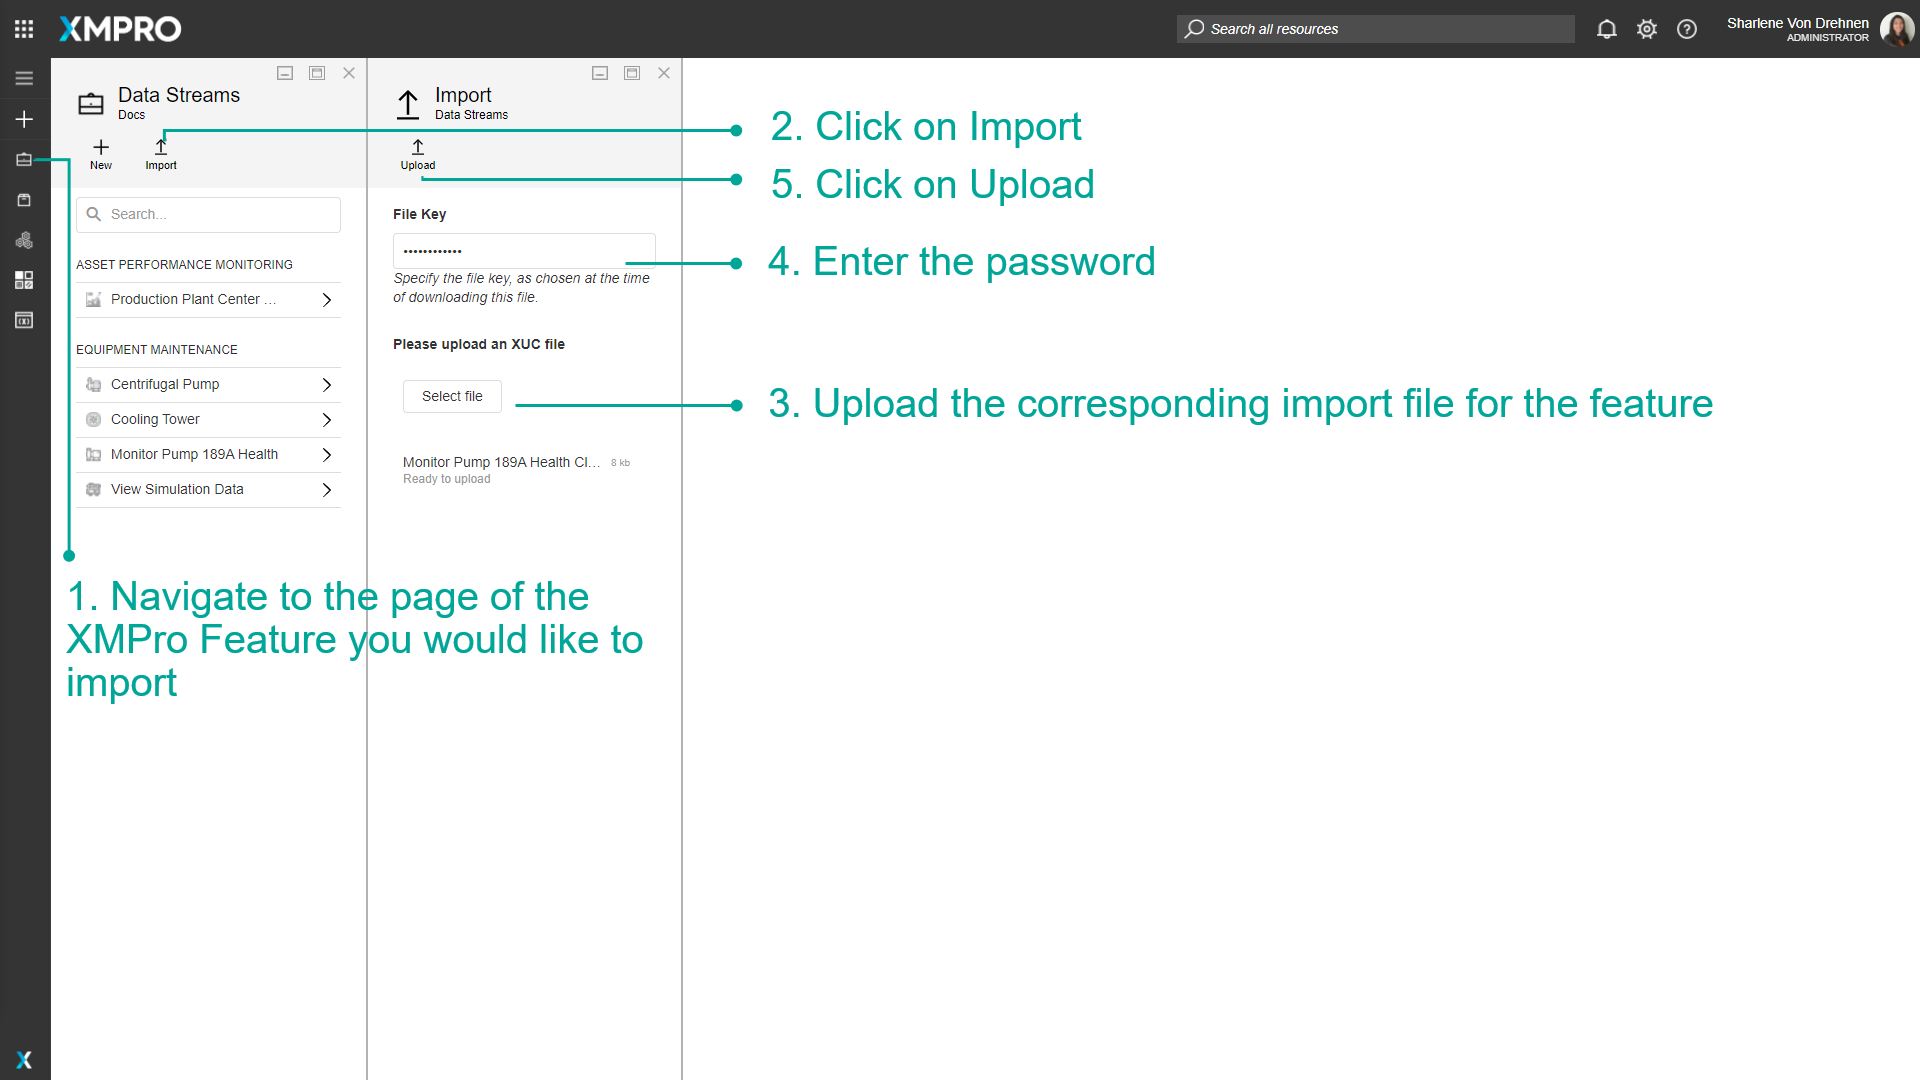 XMPRO
Search all resources
Sharlene Von Drehnen
ADMINISTRATOR
Data Streams
Docs
New
Import
Search...
ASSET PERFORMANCE MONITORING
Production Plant Center ...
EQUIPMENT MAINTENANCE
Centrifugal Pump
Cooling Tower
Monitor Pump 189A Health
View Simulation Data
Import
Data Streams
Upload
File Key
••••••••••••
Specify the file key, as chosen at the time
of downloading this file.
Please upload an XUC file
Select file
Monitor Pump 189A Health Cl... 8 kb
Ready to upload
2. Click on Import
5. Click on Upload
4. Enter the password
3. Upload the corresponding import file for the feature
1. Navigate to the page of the
XMPro Feature you would like to
import